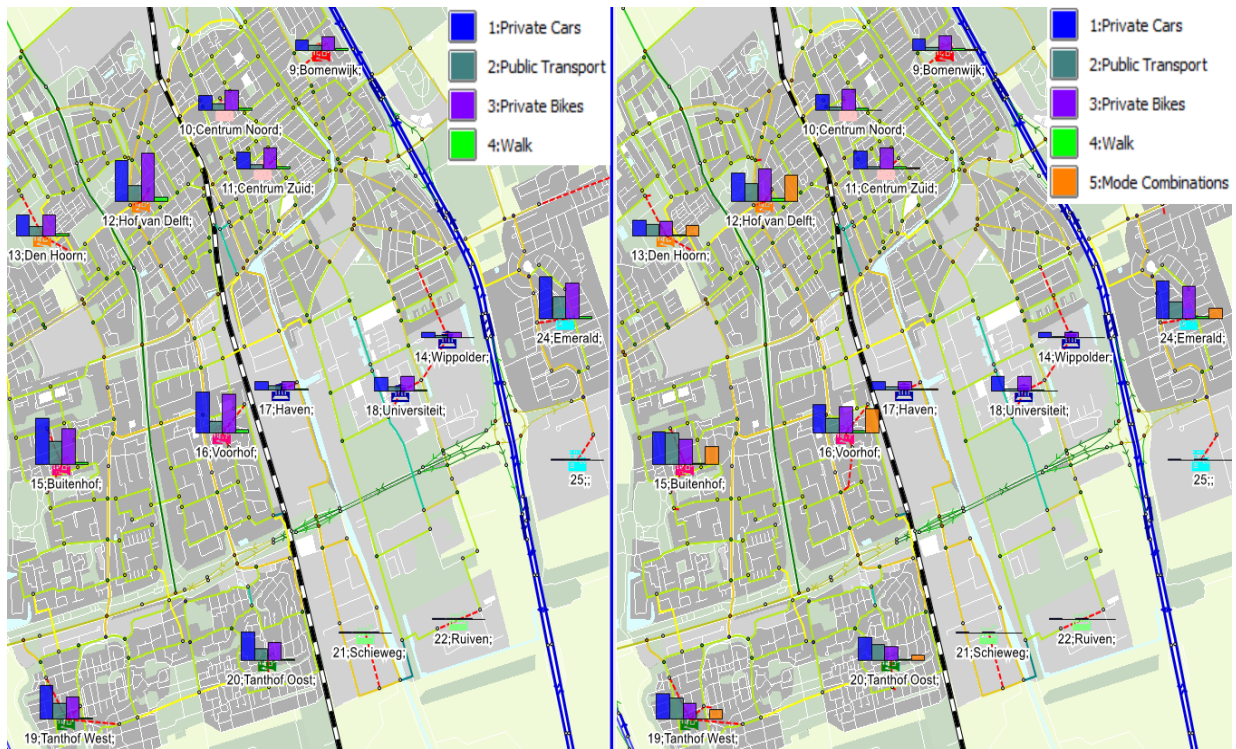 1:Private Cars
2:Public Transport
3:Private Bikes
4:Walk
9;Bomenwijk;
10;Centrum Noord;
11;Centrum Zuid;
12;Hof van Delft;
13;Den Hoorn;
24;Emerald;
14;Wippolder;
17;Haven;
18;Universiteit;
16;Voorhof;
15;Buitenhof;
25;;
22;Ruiven;
21;Schieweg;
20;Tanthof Oost;
19;Tanthof West;
1:Private Cars
2:Public Transport
3:Private Bikes
4:Walk
5:Mode Combinations
9;Bomenwijk;
10;Centrum Noord;
11;Centrum Zuid;
12;Hof van Delft;
13;Den Hoorn;
24;Emerald;
14;Wippolder;
17;Haven;
18;Universiteit;
16;Voorhof;
15;Buitenhof;
25;;
22;Ruiven;
21;Schieweg;
20;Tanthof Oost;
19;Tanthof West;